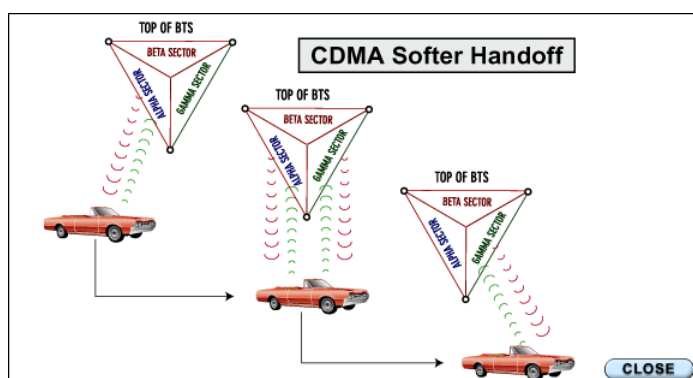 TOP OF BTS
BETA SECTOR
ALPHA SECTOR
GAMMA SECTOR
CDMA Softer Handoff
TOP OF BTS
BETA SECTOR
ALPHA SECTOR
GAMMA SECTOR
TOP OF BTS
BETA SECTOR
ALPHA SECTOR
GAMMA SECTOR
CLOSE